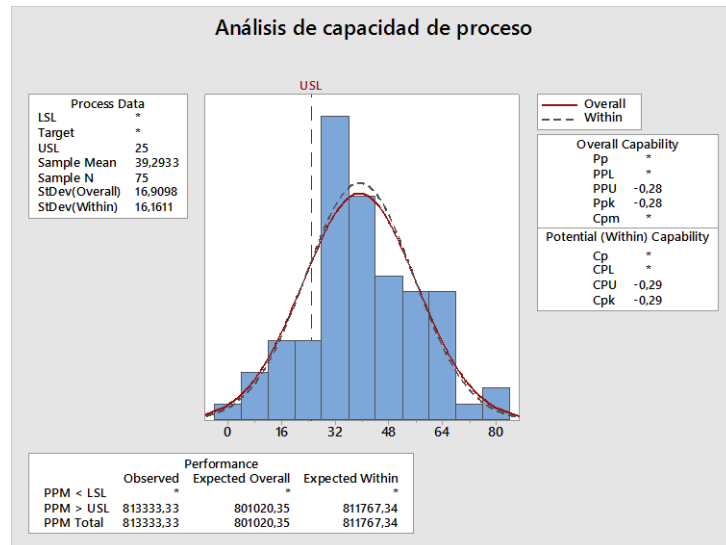 Análisis de capacidad de proceso
USL
Process Data
LSL *
Target *
USL 25
Sample Mean 39,2933
Sample N 75
StDev(Overall) 16,9098
StDev(Within) 16,1611
Overall
Within
Overall Capability
Pp *
PPL *
PPU -0,28
Ppk -0,28
Cpm *
Potential (Within) Capability
Cp *
CPL *
CPU -0,29
Cpk -0,29
0 16 32 48 64 80
Performance
Observed Expected Overall Expected Within
PPM < LSL * * *
PPM > USL 813333,33 801020,35 811767,34
PPM Total 813333,33 801020,35 811767,34